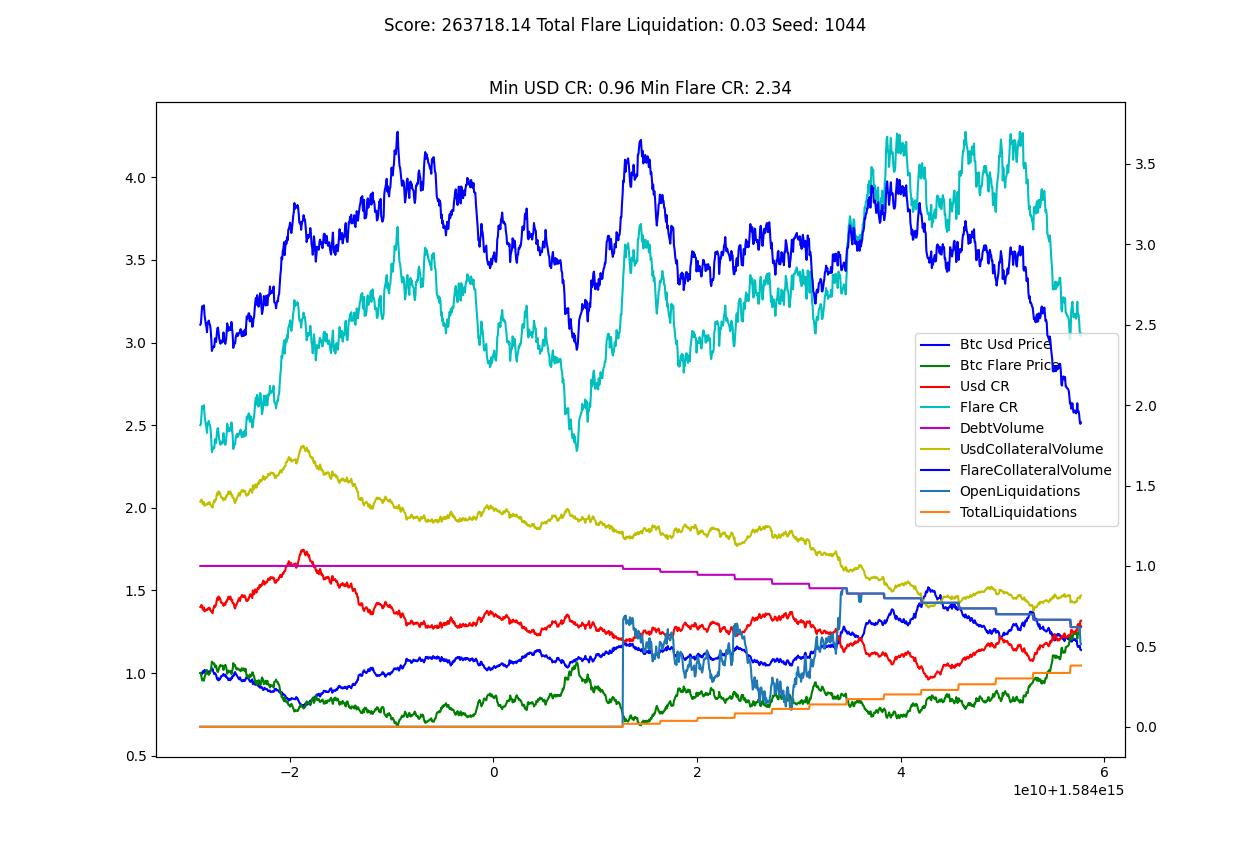 Score: 263718.14 Total Flare Liquidation: 0.03 Seed: 1044
Min USD CR: 0.96 Min Flare CR: 2.34
4.0
3.5
3.0
2.5
2.0
1.5
1.0
0.5
3.5
3.0
2.5
2.0
1.5
1.0
0.5
0.0
Btc Usd Price
Btc Flare Price
Usd CR
Flare CR
DebtVolume
UsdCollateralVolume
FlareCollateralVolume
OpenLiquidations
TotalLiquidations
−2 0 2 4 6
1e10+1.584e15